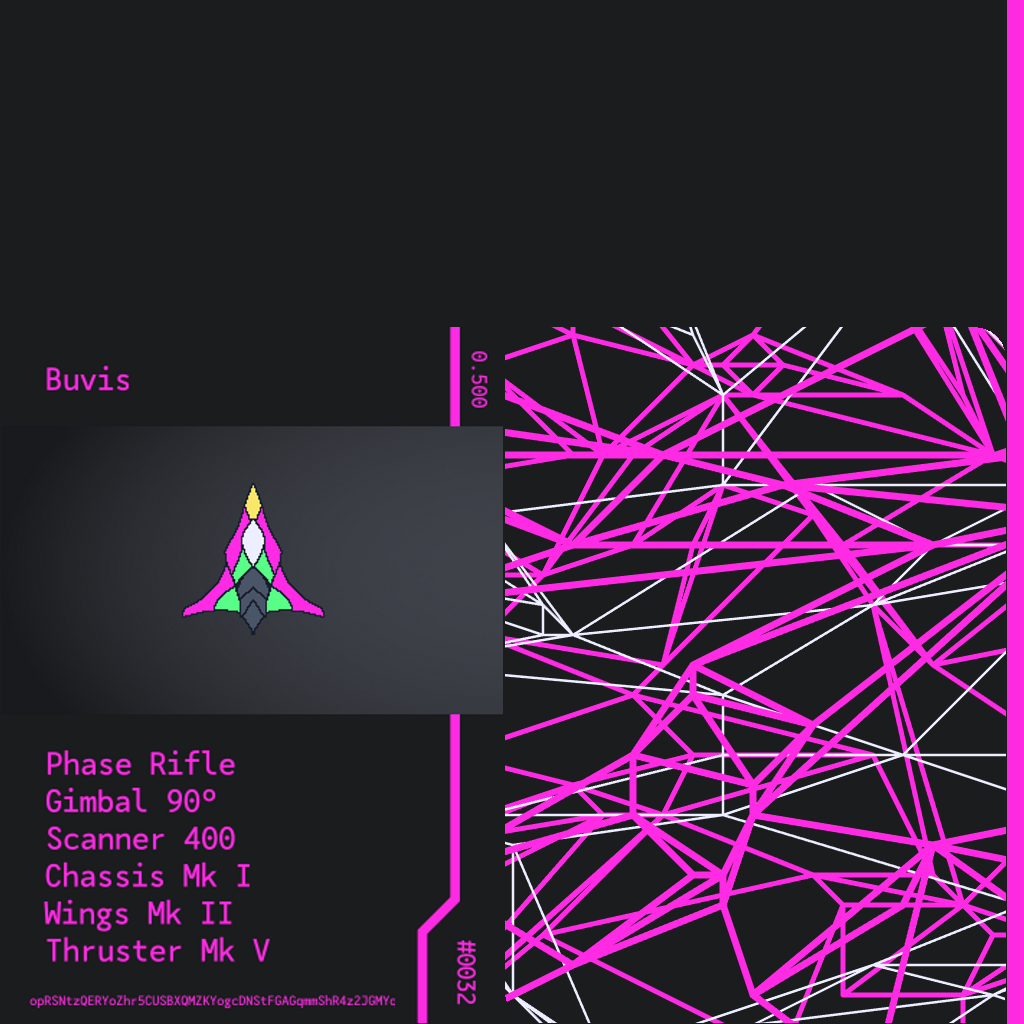 Buvis
0.500
Phase Rifle
Gimbal 90º
Scanner 400
Chassis Mk I
Wings Mk II
Thruster Mk V
#0032
opRSNtzQERYoZhr5CUSBXQMZKYogcDNStFGAGqmmShR4z2JGMYc